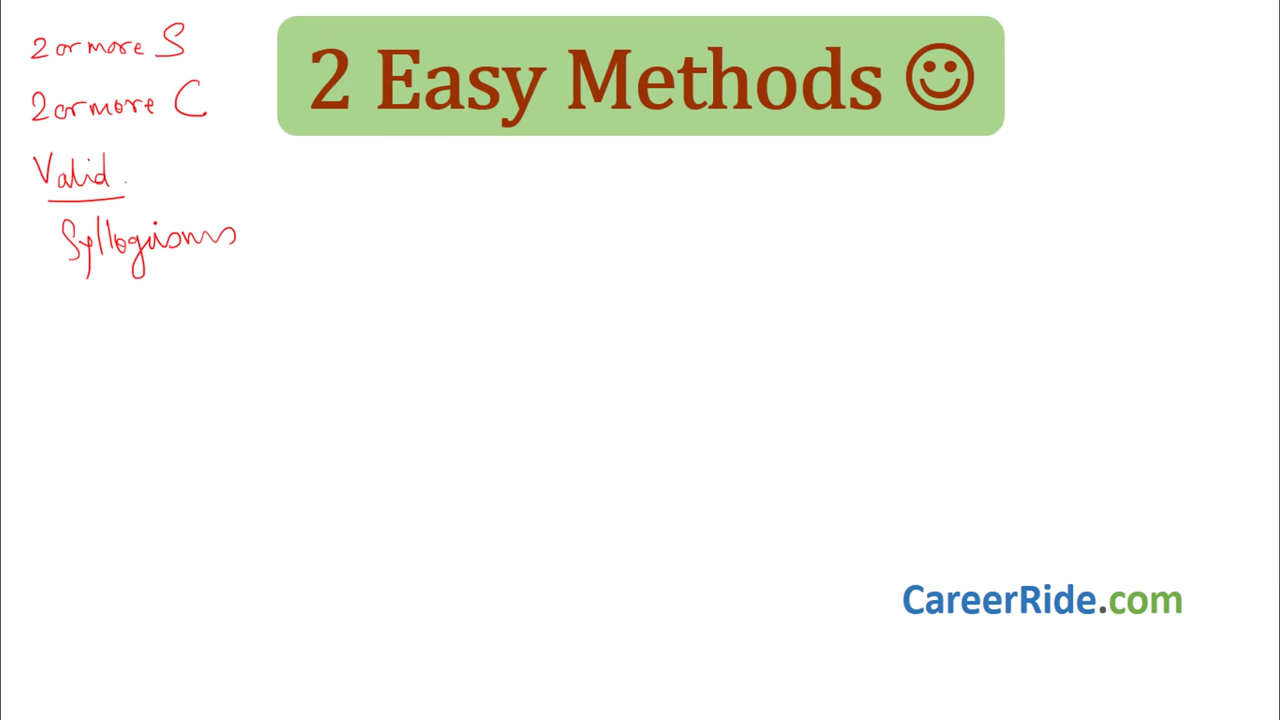 2 Easy Methods ☺
2 or more S
2 or more C
Valid.
Syllogisms
CareerRide.com